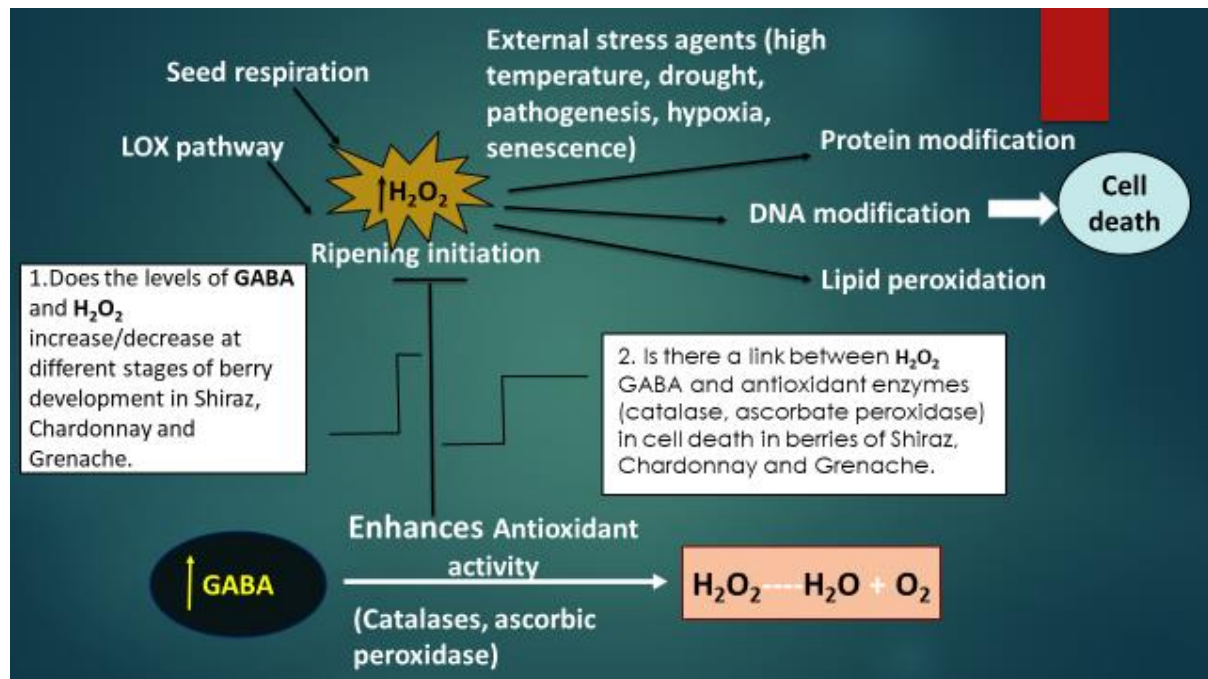 Seed respiration
LOX pathway
External stress agents (high
temperature, drought,
pathogenesis, hypoxia,
senescence)
↑H₂O₂
Ripening initiation
Protein modification
DNA modification
Lipid peroxidation
Cell
death
1.Does the levels of GABA
and H₂O₂
increase/decrease at
different stages of berry
development in Shiraz,
Chardonnay and
Grenache.
2. Is there a link between H₂O₂
GABA and antioxidant enzymes
(catalase, ascorbate peroxidase)
in cell death in berries of Shiraz,
Chardonnay and Grenache.
↑GABA
Enhances Antioxidant
activity
(Catalases, ascorbic
peroxidase)
H₂O₂----H₂O + O₂